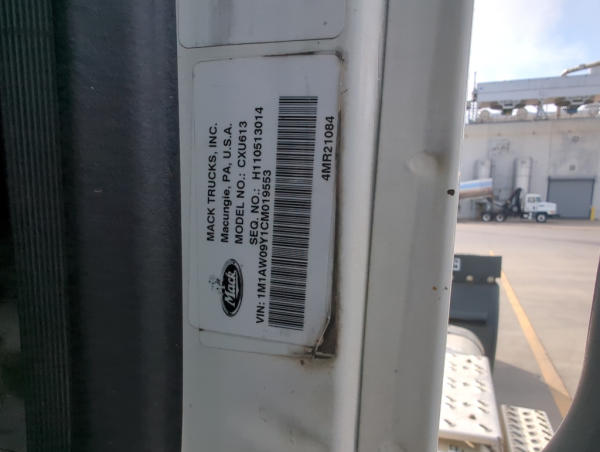 MACK TRUCKS, INC.
Macungie, PA, U.S.A.
MODEL NO.: CXU613
SEQ. NO.: H110513014
Mack
VIN: 1M1AW09Y1CM019553
4MR21084